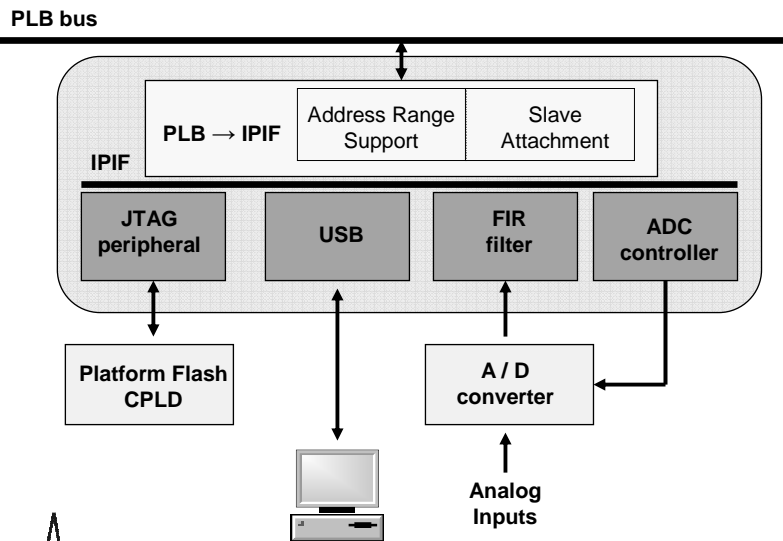 PLB bus
PLB → IPIF
Address Range
Support
Slave
Attachment
IPIF
JTAG
peripheral
USB
FIR
filter
ADC
controller
Platform Flash
CPLD
A / D
converter
Analog
Inputs